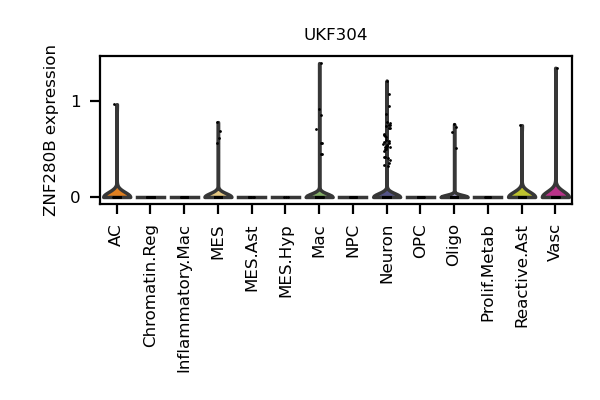 UKF304
ZNF280B expression
1
0
AC
Chromatin.Reg
Inflammatory.Mac
MES
MES.Ast
MES.Hyp
Mac
NPC
Neuron
OPC
Oligo
Prolif.Metab
Reactive.Ast
Vasc